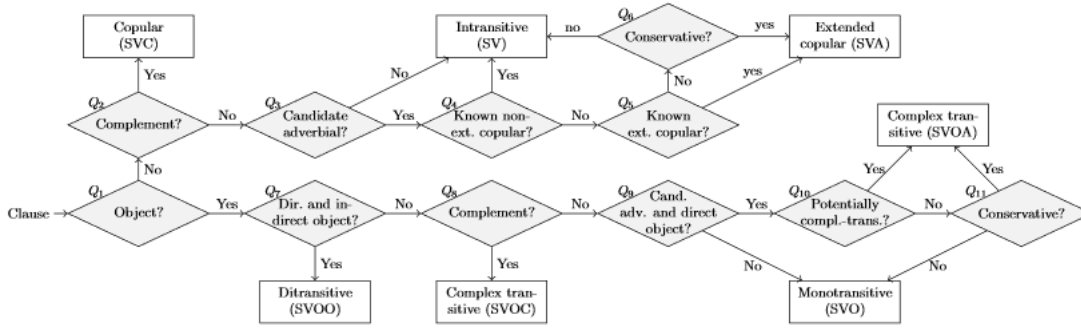 Copular
(SVC)
Intransitive
(SV)
Q6
Conservative?
no
yes
Extended
copular (SVA)
Yes
No
Yes
No
yes
Q2
Complement?
No
Q3
Candidate
adverbial?
Yes
Q4
Known non-
ext. copular?
No
Q5
Known
ext. copular?
Complex tran-
sitive (SVOA)
No
Yes
Yes
Clause
Q1
Object?
Yes
Q7
Dir. and in-
direct object?
No
Q8
Complement?
No
Q9
Cand.
adv. and direct
object?
Yes
Q10
Potentially
compl.-trans.?
No
Q11
Conservative?
Yes
Yes
No
No
Ditransitive
(SVOO)
Complex tran-
sitive (SVOC)
Monotransitive
(SVO)